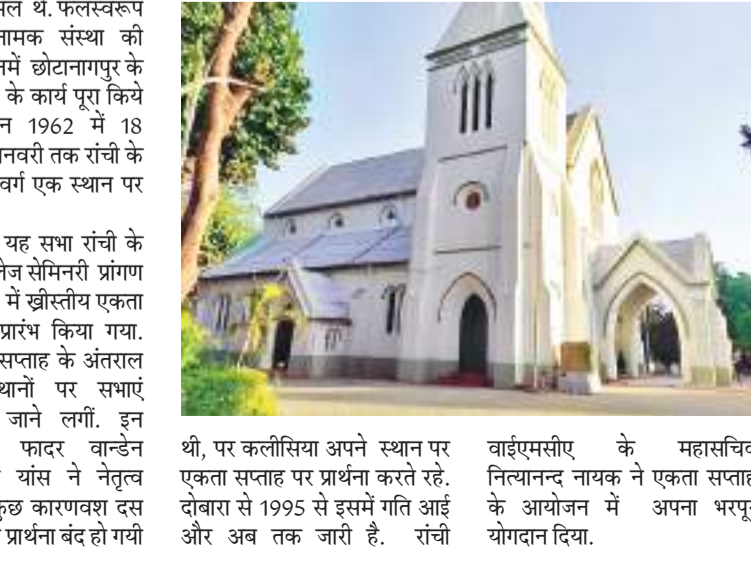 थे. फलस्वरूप
नामक संस्था की
छोटानागपुर के
के कार्य पूरा किये
1962 में 18
तक रांची के
वर्ग एक स्थान पर
यह सभा रांची के
सेमिनरी प्रांगण
में ख्रीस्तीय एकता
प्रारंभ किया गया.
सप्ताह के अंतराल
पर सभाएं
जाने लगीं. इन
फादर वान्डेन
यांस ने नेतृत्व
कारणवश दस
प्रार्थना बंद हो गयी
थी, पर कलीसिया अपने स्थान पर
एकता सप्ताह पर प्रार्थना करते रहे.
दोबारा से 1995 से इसमें गति आई
और अब तक जारी है. रांची
वाईएमसीए के महासचिव
नित्यानन्द नायक ने एकता सप्ताह
के आयोजन में अपना भरपूर
योगदान दिया.